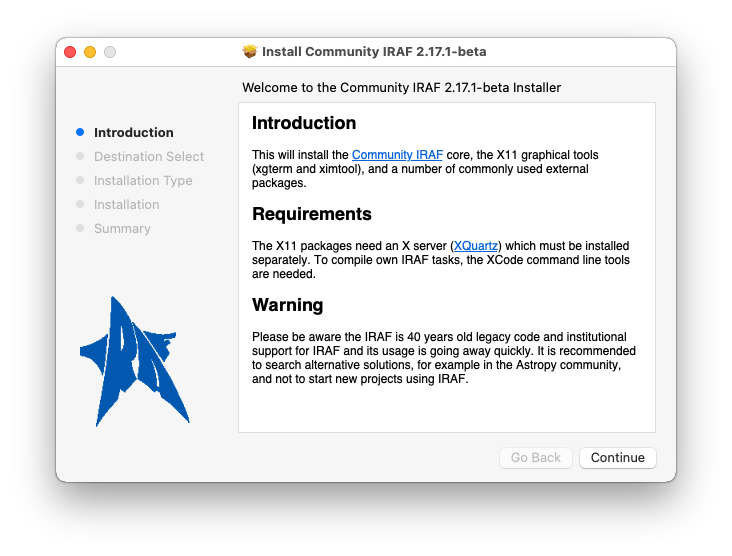 Install Community IRAF 2.17.1-beta
Welcome to the Community IRAF 2.17.1-beta Installer
Introduction
Destination Select
Installation Type
Installation
Summary
Introduction
This will install the Community IRAF core, the X11 graphical tools
(xgterm and ximtool), and a number of commonly used external
packages.
Requirements
The X11 packages need an X server (XQuartz) which must be installed
separately. To compile own IRAF tasks, the XCode command line tools
are needed.
Warning
Please be aware the IRAF is 40 years old legacy code and institutional
support for IRAF and its usage is going away quickly. It is recommended
to search alternative solutions, for example in the Astropy community,
and not to start new projects using IRAF.
Go Back
Continue